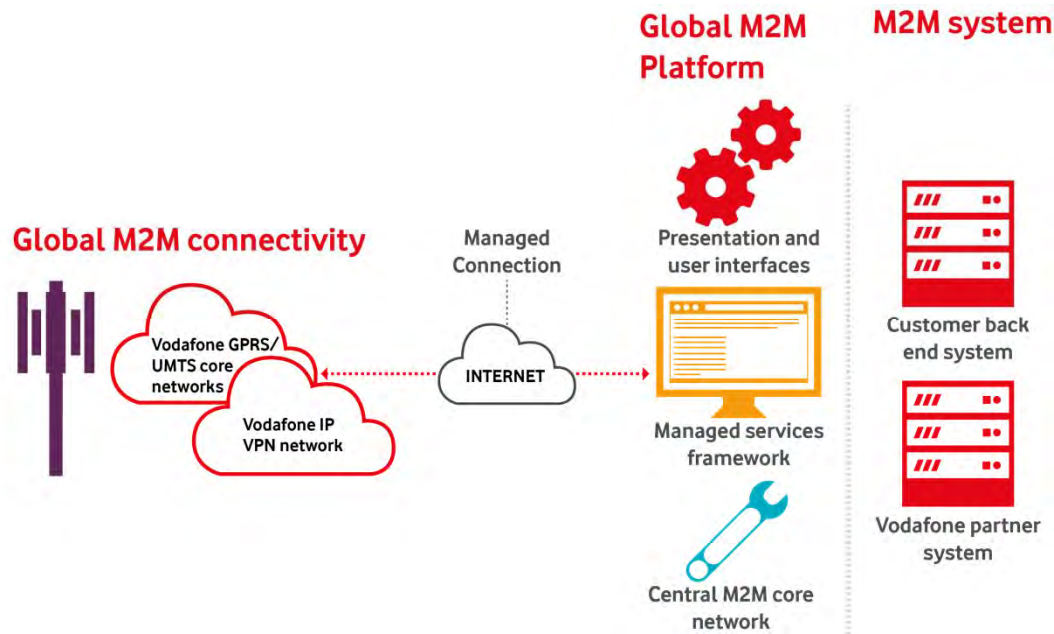 Global M2M
Platform
M2M system
Global M2M connectivity
Managed
Connection
Presentation and
user interfaces
Vodafone GPRS/
UMTS core
networks
INTERNET
Vodafone IP
VPN network
Managed services
framework
Central M2M core
network
Customer back
end system
Vodafone partner
system